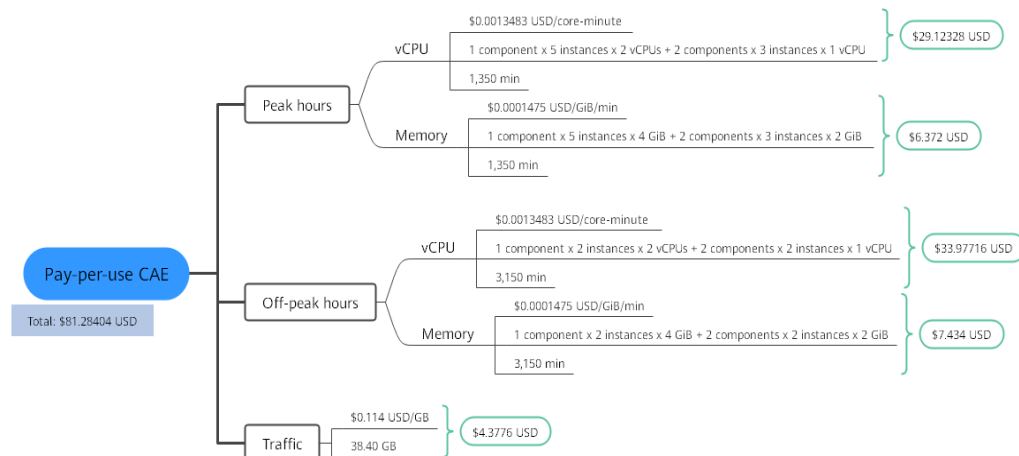 $0.0013483 USD/core-minute
vCPU
1 component x 5 instances x 2 vCPUs + 2 components x 3 instances x 1 vCPU
1,350 min
$29.12328 USD
Peak hours
$0.0001475 USD/GiB/min
Memory
1 component x 5 instances x 4 GiB + 2 components x 3 instances x 2 GiB
1,350 min
$6.372 USD
Pay-per-use CAE
Total: $81.28404 USD
$0.0013483 USD/core-minute
vCPU
1 component x 2 instances x 2 vCPUs + 2 components x 2 instances x 1 vCPU
3,150 min
$33.97716 USD
Off-peak hours
$0.0001475 USD/GiB/min
Memory
1 component x 2 instances x 4 GiB + 2 components x 2 instances x 2 GiB
3,150 min
$7.434 USD
Traffic
$0.114 USD/GB
38.40 GB
$4.3776 USD